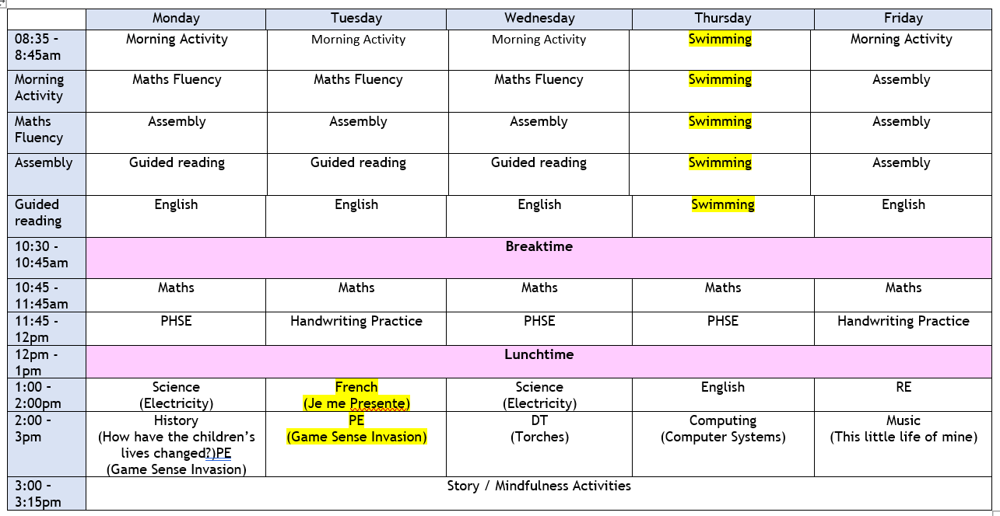 Monday Tuesday Wednesday Thursday Friday
08:35 - Morning Activity Morning Activity Morning Activity Swimming Morning Activity
8:45am
Morning Maths Fluency Maths Fluency Maths Fluency Swimming Assembly
Activity
Maths Assembly Assembly Assembly Swimming Assembly
Fluency
Assembly Guided reading Guided reading Guided reading Swimming Assembly
Guided English English English Swimming English
reading
10:30 - Breaktime
10:45am
10:45 - Maths Maths Maths Maths Maths
11:45am
11:45 - PHSE Handwriting Practice PHSE PHSE Handwriting Practice
12pm
12pm - Lunchtime
1pm
1:00 - Science French Science English RE
2:00pm (Electricity) (Je me Presente) (Electricity)
2:00 - History PE DT Computing Music
3pm (How have the children's (Game Sense Invasion) (Torches) (Computer Systems) (This little life of mine)
lives changed?)PE
(Game Sense Invasion)
3:00 - Story / Mindfulness Activities
3:15pm